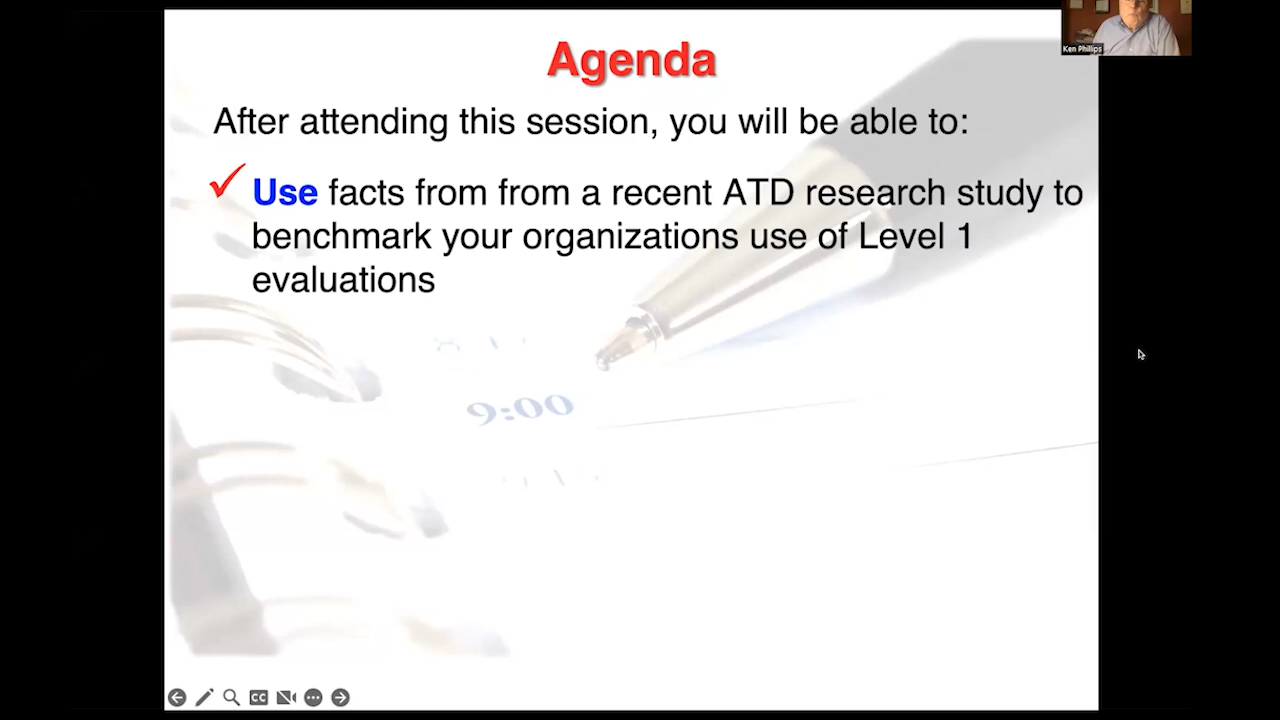 Agenda
Ken Phillips
After attending this session, you will be able to:
Use facts from from a recent ATD research study to
benchmark your organizations use of Level 1
evaluations
9:00
CC